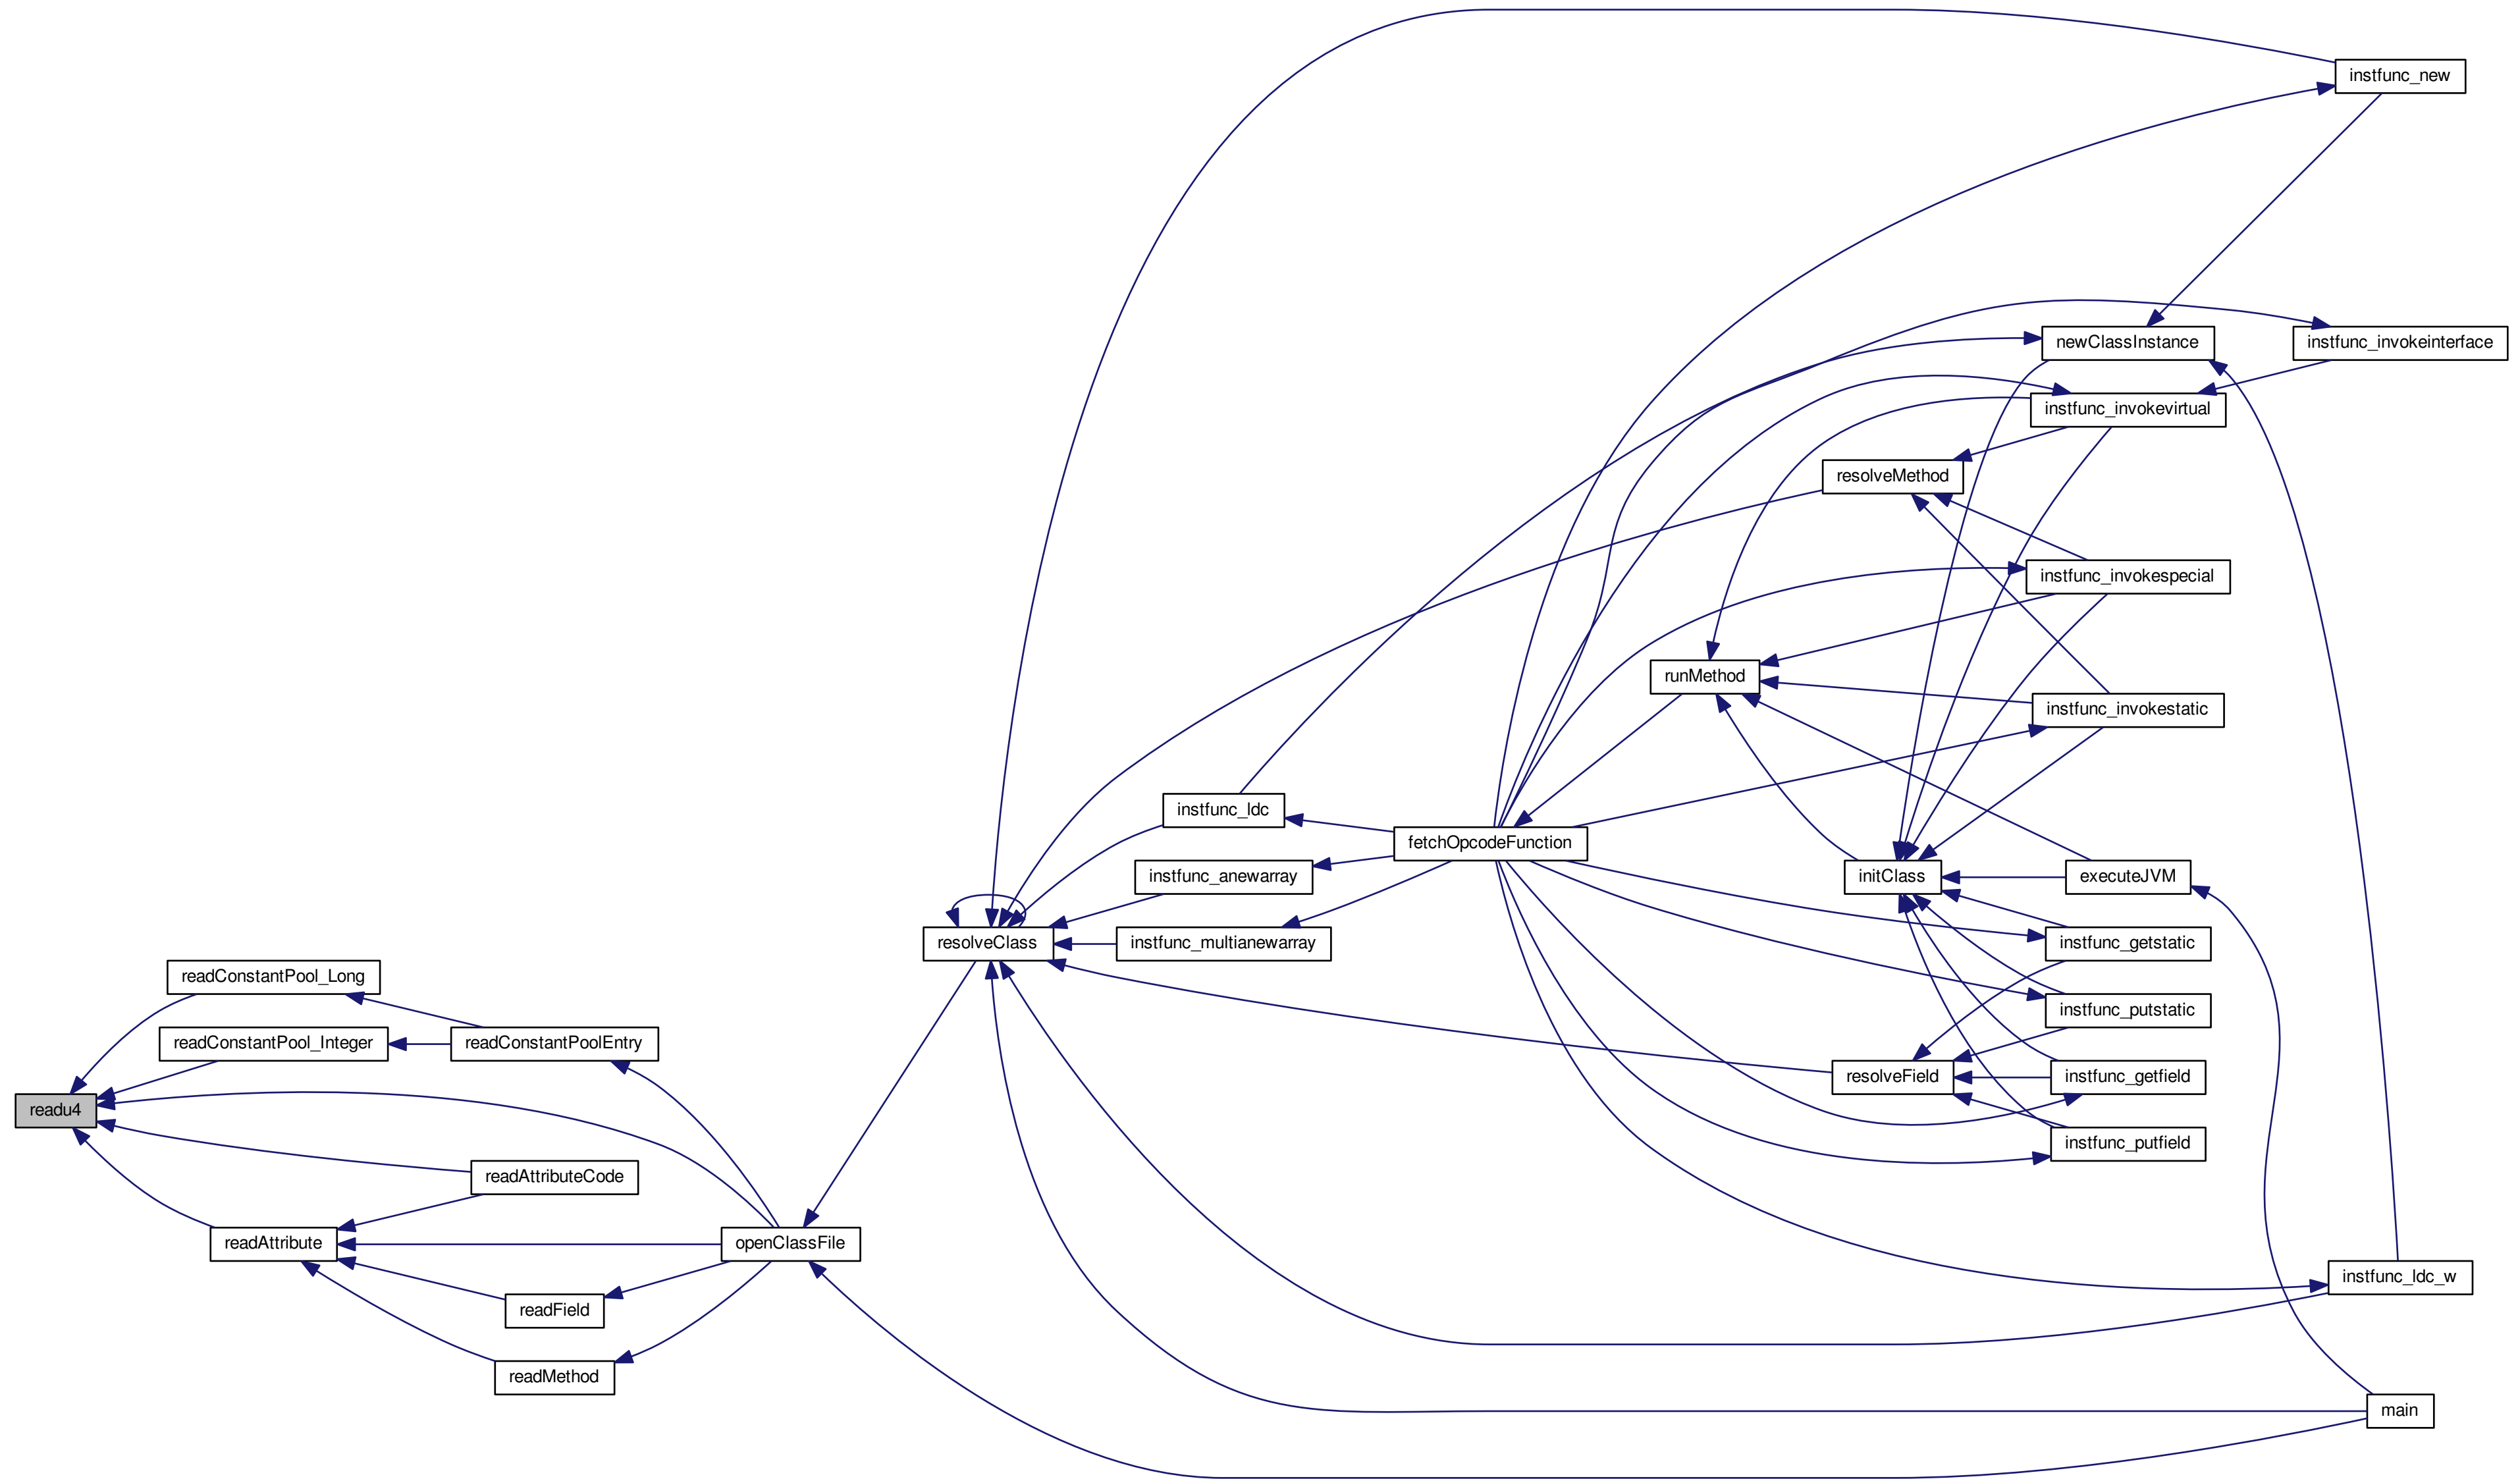 instfunc_new
newClassInstance
instfunc_invokeinterface
instfunc_invokevirtual
resolveMethod
instfunc_invokespecial
runMethod
instfunc_invokestatic
instfunc_ldc
fetchOpcodeFunction
instfunc_anewarray
initClass
executeJVM
resolveClass
instfunc_multianewarray
instfunc_getstatic
readConstantPool_Long
instfunc_putstatic
readConstantPool_Integer
readConstantPoolEntry
resolveField
instfunc_getfield
readu4
instfunc_putfield
readAttributeCode
readAttribute
openClassFile
instfunc_ldc_w
readField
readMethod
main